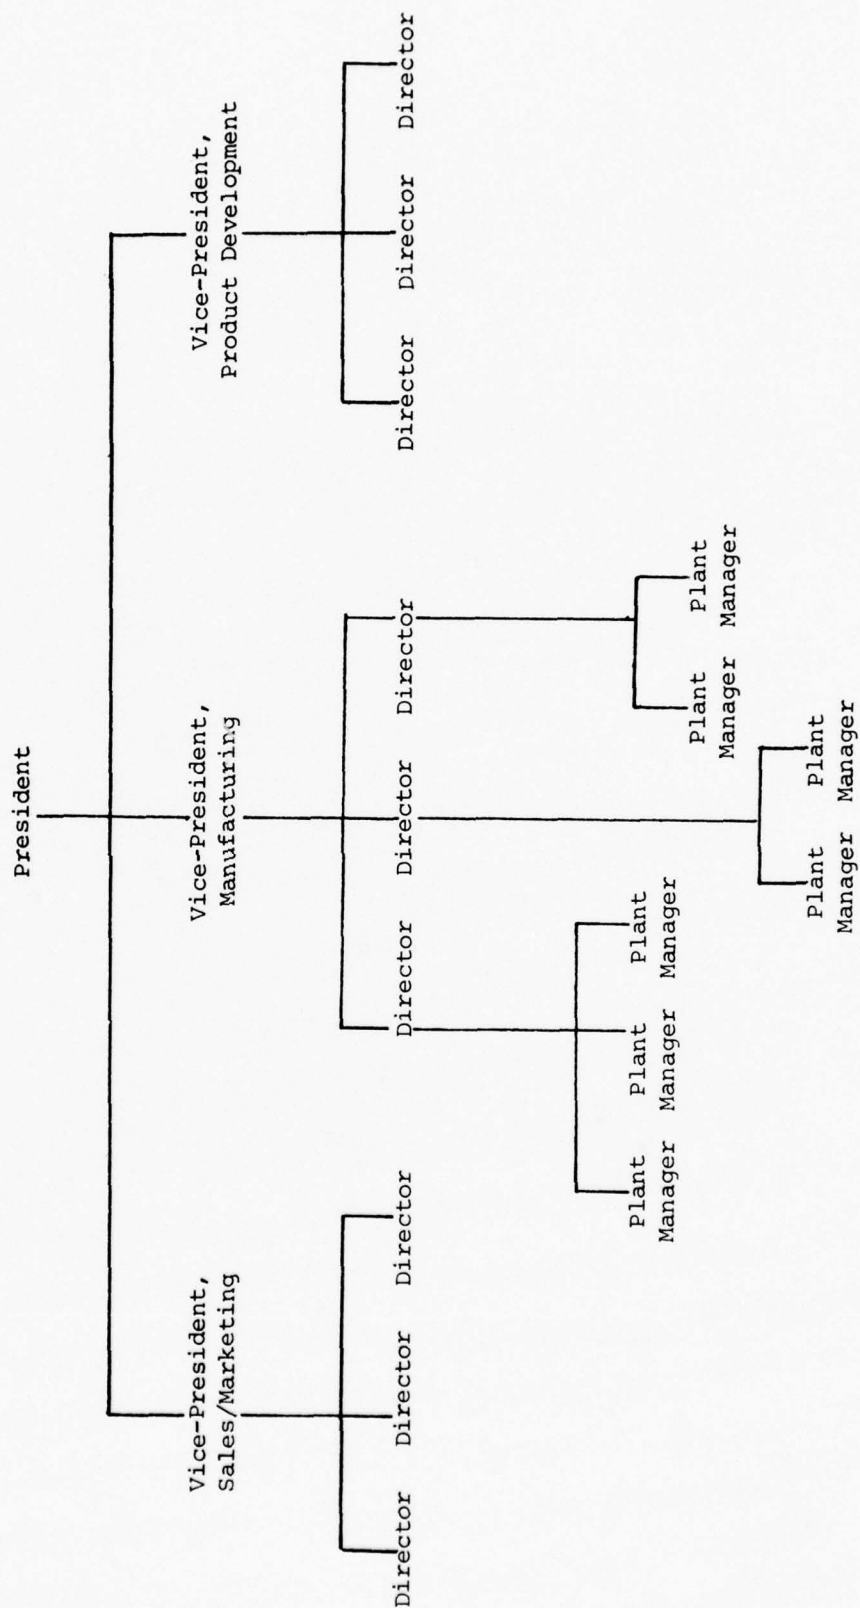 President
Vice-President,
Sales/Marketing
Vice-President,
Manufacturing
Vice-President,
Product Development
Director
Director
Director
Director
Director
Director
Director
Director
Director
Plant
Manager
Plant
Manager
Plant
Manager
Plant
Manager
Plant
Manager
Plant
Manager
Plant
Manager